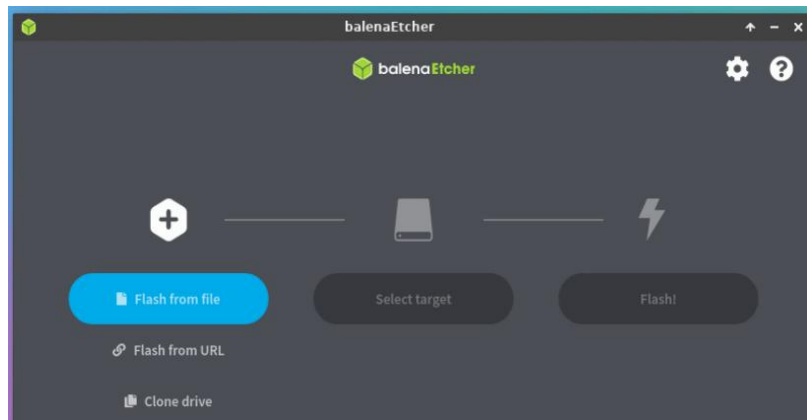 balenaEtcher
balenaEtcher
Flash from file
Select target
Flash!
Flash from URL
Clone drive